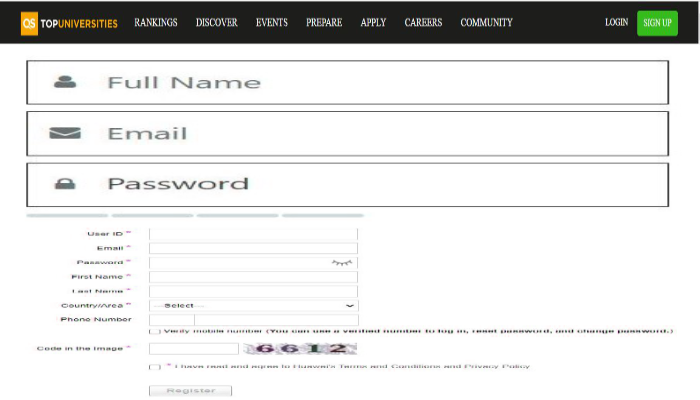 QS TOPUNIVERSITIES RANKINGS DISCOVER EVENTS PREPARE APPLY CAREERS COMMUNITY LOGIN SIGN UP
Full Name
Email
Password
User ID *
Email *
Password *
First Name *
Last Name *
Country/Area * ---Select---
Phone Number
Verify mobile number (You can use a verified number to log in, reset password, and change password.)
Code in the Image * 6612
* I have read and agree to Huawei's Terms and Conditions and Privacy Policy
Register